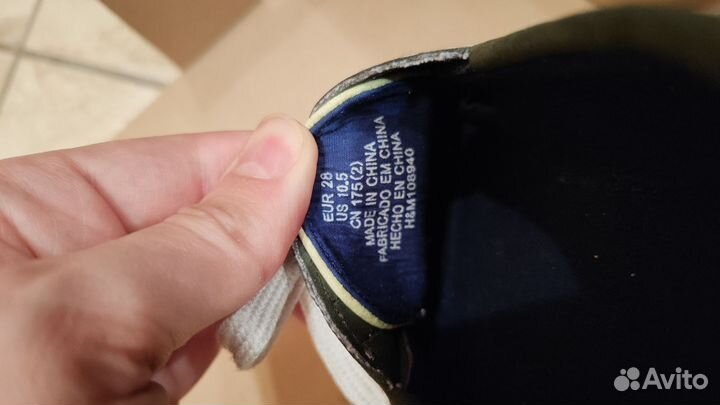 EUR 28
US 10.5
CN 175(2)
MADE IN CHINA
FABRICADO EM CHINA
HECHO EN CHINA
H&M108940
Avito